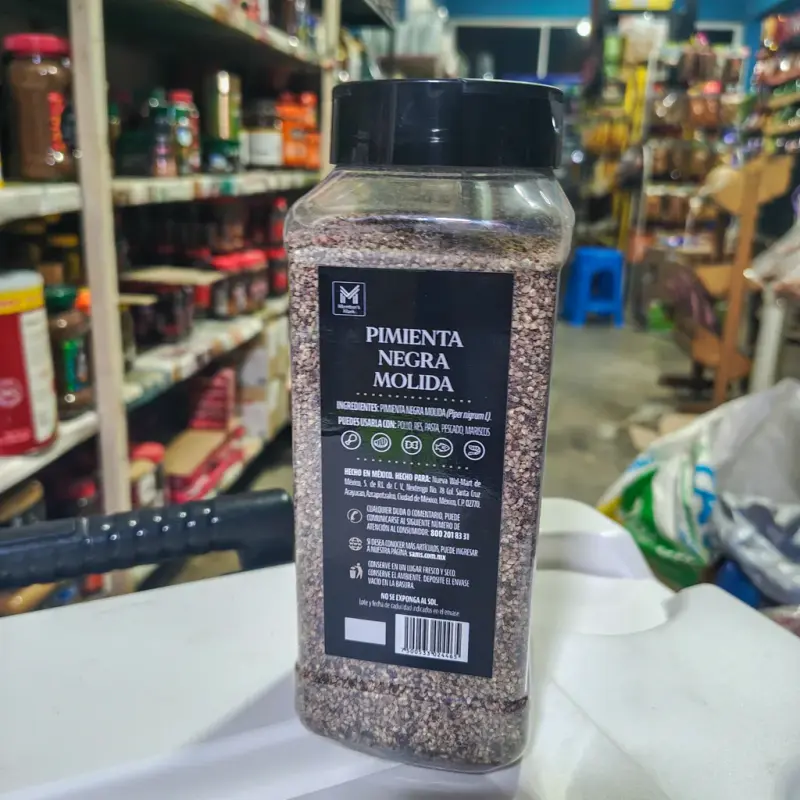 Member's
Mark
PIMIENTA
NEGRA
MOLIDA
INGREDIENTES: PIMIENTA NEGRA MOLIDA (Piper nigrum L).
PUEDES USARLA CON: POLLO, RES, PASTA, PESCADO, MARISCOS
HECHO EN MÉXICO. HECHO PARA: Nueva Wal-Mart de
México, S. de R.L. de C. V., Nextengo No. 78 Col. Santa Cruz
Acayucan, Azcapotzalco, Ciudad de México, México, C.P. 02770.
CUALQUIER DUDA O COMENTARIO, PUEDE
COMUNICARSE AL SIGUIENTE NÚMERO DE
ATENCIÓN AL CONSUMIDOR: 800 201 83 31
SI DESEA CONOCER MÁS ARTÍCULOS, PUEDE INGRESAR
A NUESTRA PÁGINA: sams.com.mx
CONSERVE EN UN LUGAR FRESCO Y SECO.
CONSERVE EL AMBIENTE. DEPOSITE EL ENVASE
VACÍO EN LA BASURA.
NO SE EXPONGA AL SOL.
Lote y fecha de caducidad indicados en el envase